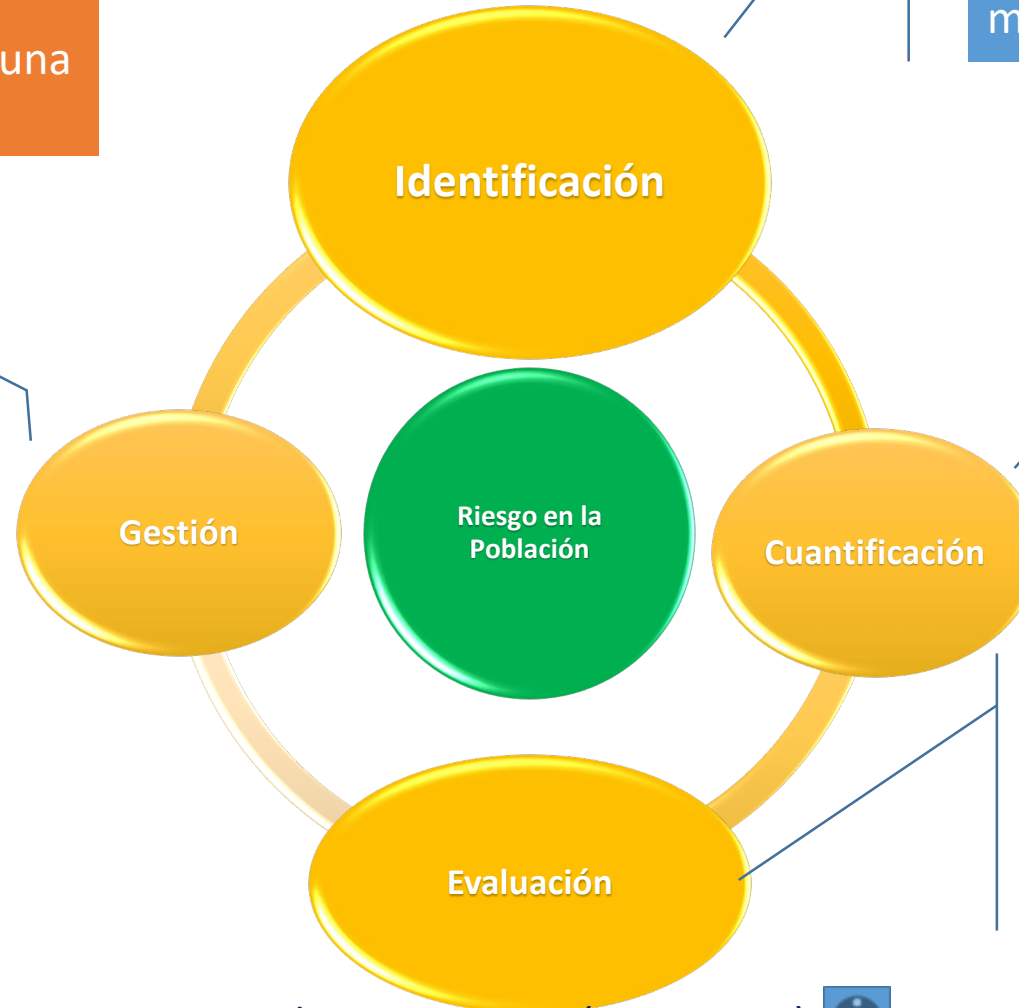 una
Identificación
Gestión
Riesgo en la
Población
Cuantificación
Evaluación